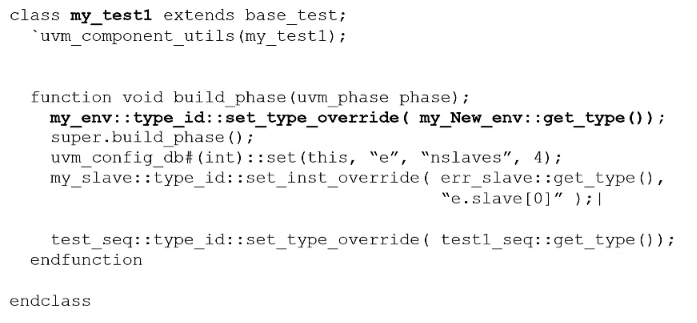 class my_test1 extends base_test;
`uvm_component_utils(my_test1);
function void build_phase(uvm_phase phase);
my_env::type_id::set_type_override( my_New_env::get_type());
super.build_phase();
uvm_config_db#(int)::set(this, “e”, “nslaves”, 4);
my_slave::type_id::set_inst_override( err_slave::get_type(),
“e.slave[0]” );|
test_seq::type_id::set_type_override( test1_seq::get_type());
endfunction
endclass